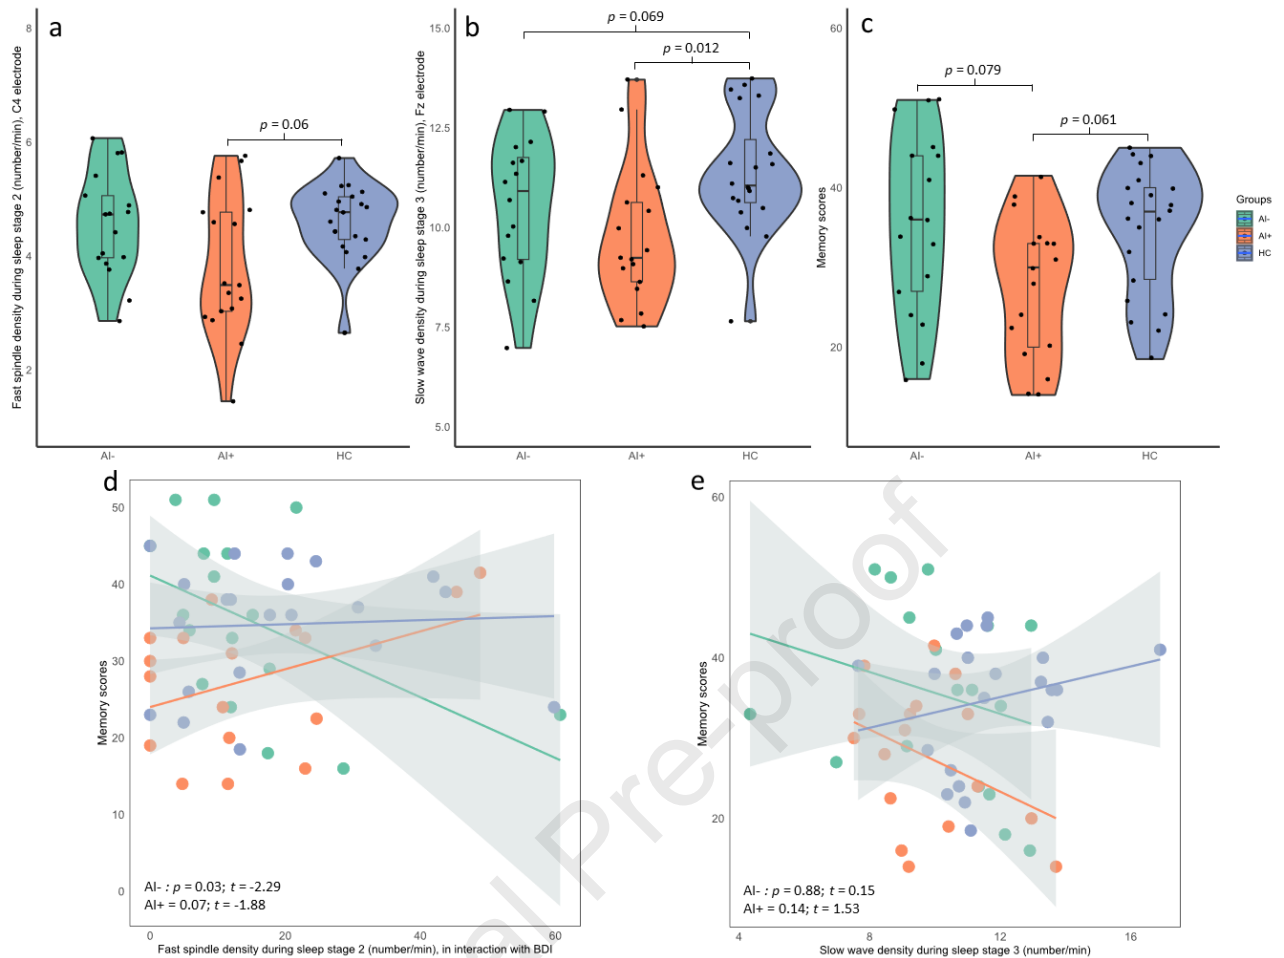 a
Fast spindle density during sleep stage 2 (number/min), C4 electrode
8
6
4
2
p = 0.06
AI-
AI+
HC
b
Slow wave density during sleep stage 3 (number/min), Fz electrode
15.0
12.5
10.0
7.5
5.0
p = 0.069
p = 0.012
AI-
AI+
HC
c
Memory scores
60
40
20
p = 0.079
p = 0.061
AI-
AI+
HC
Groups
AI-
AI+
HC
d
Memory scores
50
40
30
20
10
0
AI- : p = 0.03; t = -2.29
AI+ = 0.07; t = -1.88
0
20
40
60
Fast spindle density during sleep stage 2 (number/min), in interaction with BDI
e
Memory scores
60
40
20
AI- : p = 0.88; t = 0.15
AI+ = 0.14; t = 1.53
4
8
12
16
Slow wave density during sleep stage 3 (number/min)
al Pre-proof